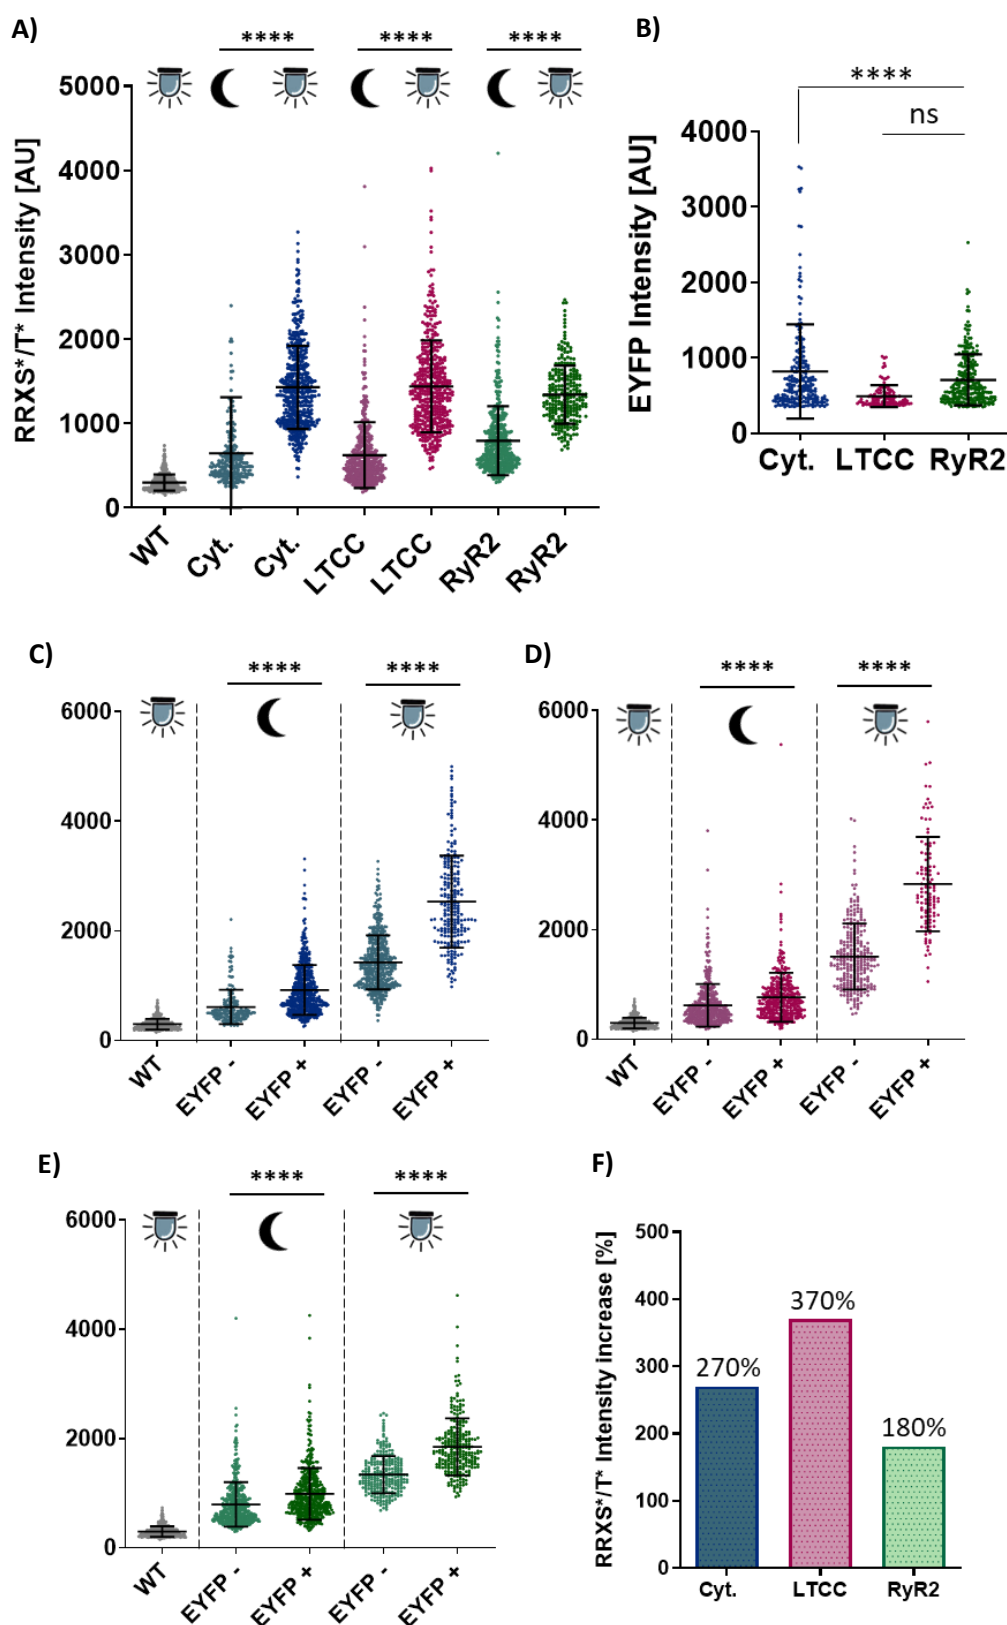 A)
**** **** ****
RRXS*/T* Intensity [AU]
5000
4000
3000
2000
1000
0
WT Cyt. Cyt. LTCC LTCC RyR2 RyR2
B)
****
ns
EYFP Intensity [AU]
4000
3000
2000
1000
0
Cyt. LTCC RyR2
C)
**** ****
6000
4000
2000
0
WT EYFP - EYFP + EYFP - EYFP +
D)
**** ****
6000
4000
2000
0
WT EYFP - EYFP + EYFP - EYFP +
E)
**** ****
6000
4000
2000
0
WT EYFP - EYFP + EYFP - EYFP +
F)
RRXS*/T* Intensity increase [%]
500
400
300
200
100
0
270%
370%
180%
Cyt. LTCC RyR2